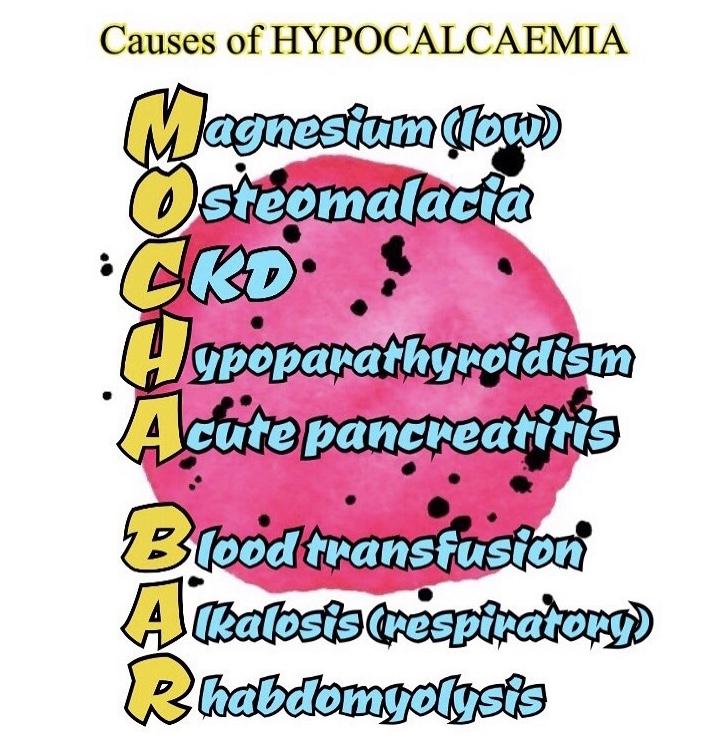 Causes of HYPOCALCAEMIA
Magnesium (low)
Osteomalacia
CKD
Hypoparathyroidism
Acute pancreatitis
Blood transfusion
Alkalosis (respiratory)
Rhabdomyolysis